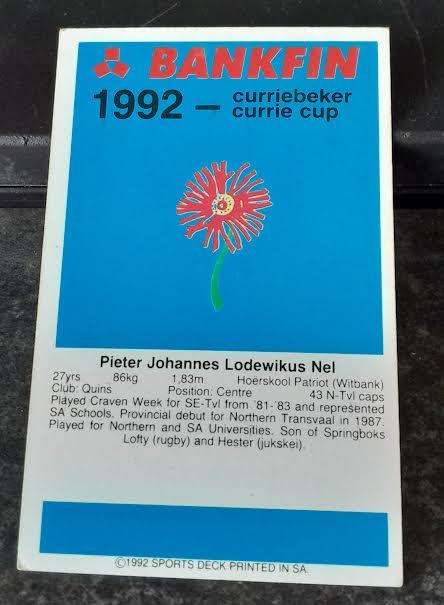 BANKFIN
1992 – curriebeker
currie cup
Pieter Johannes Lodewikus Nel
27yrs 86kg 1,83m Hoerskool Patriot (Witbank)
Club: Quins Position: Centre 43 N-Tvl caps
Played Craven Week for SE-Tvl from '81-'83 and represented
SA Schools. Provincial debut for Northern Transvaal in 1987.
Played for Northern and SA Universities. Son of Springboks
Lofty (rugby) and Hester (jukskei).
©1992 SPORTS DECK PRINTED IN SA.